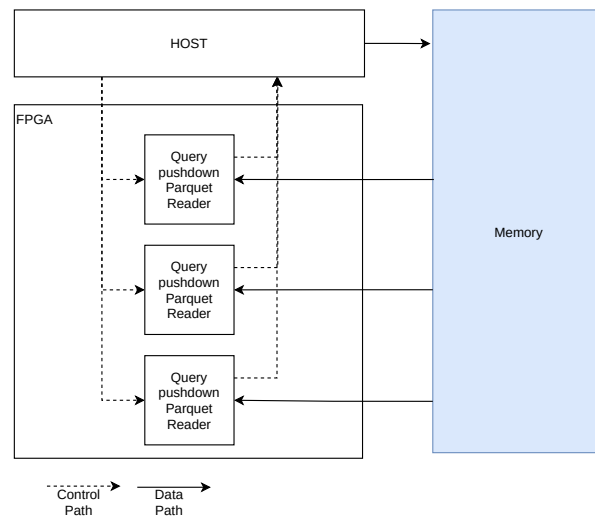 HOST
FPGA
Query
pushdown
Parquet
Reader
Memory
Query
pushdown
Parquet
Reader
Query
pushdown
Parquet
Reader
Control
Path
Data
Path